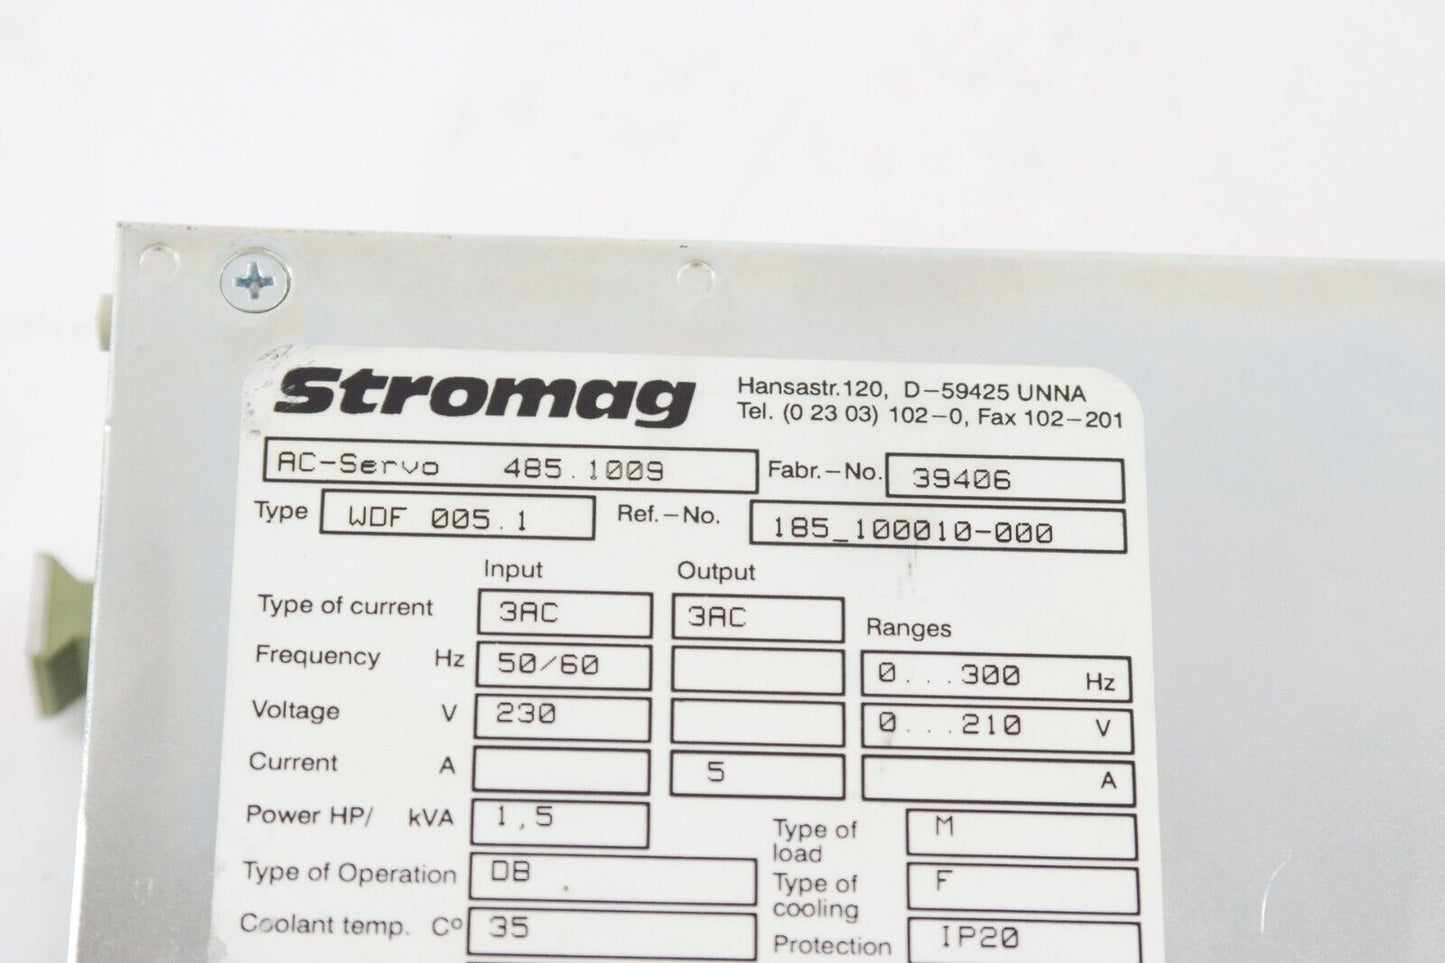 Stromag Hansastr. 120, D-59425 UNNA
Tel. (0 23 03) 102-0, Fax 102-201
AC-Servo 485.1009 Fabr.-No. 39406
Type WDF 005.1 Ref.-No. 185_100010-000
Input Output
Type of current 3AC 3AC Ranges
Frequency Hz 50/60 0...300 Hz
Voltage V 230 0...210 V
Current A 5 A
Power HP/ kVA 1,5 Type of load M
Type of Operation DB Type of cooling F
Coolant temp. C° 35 Protection IP20